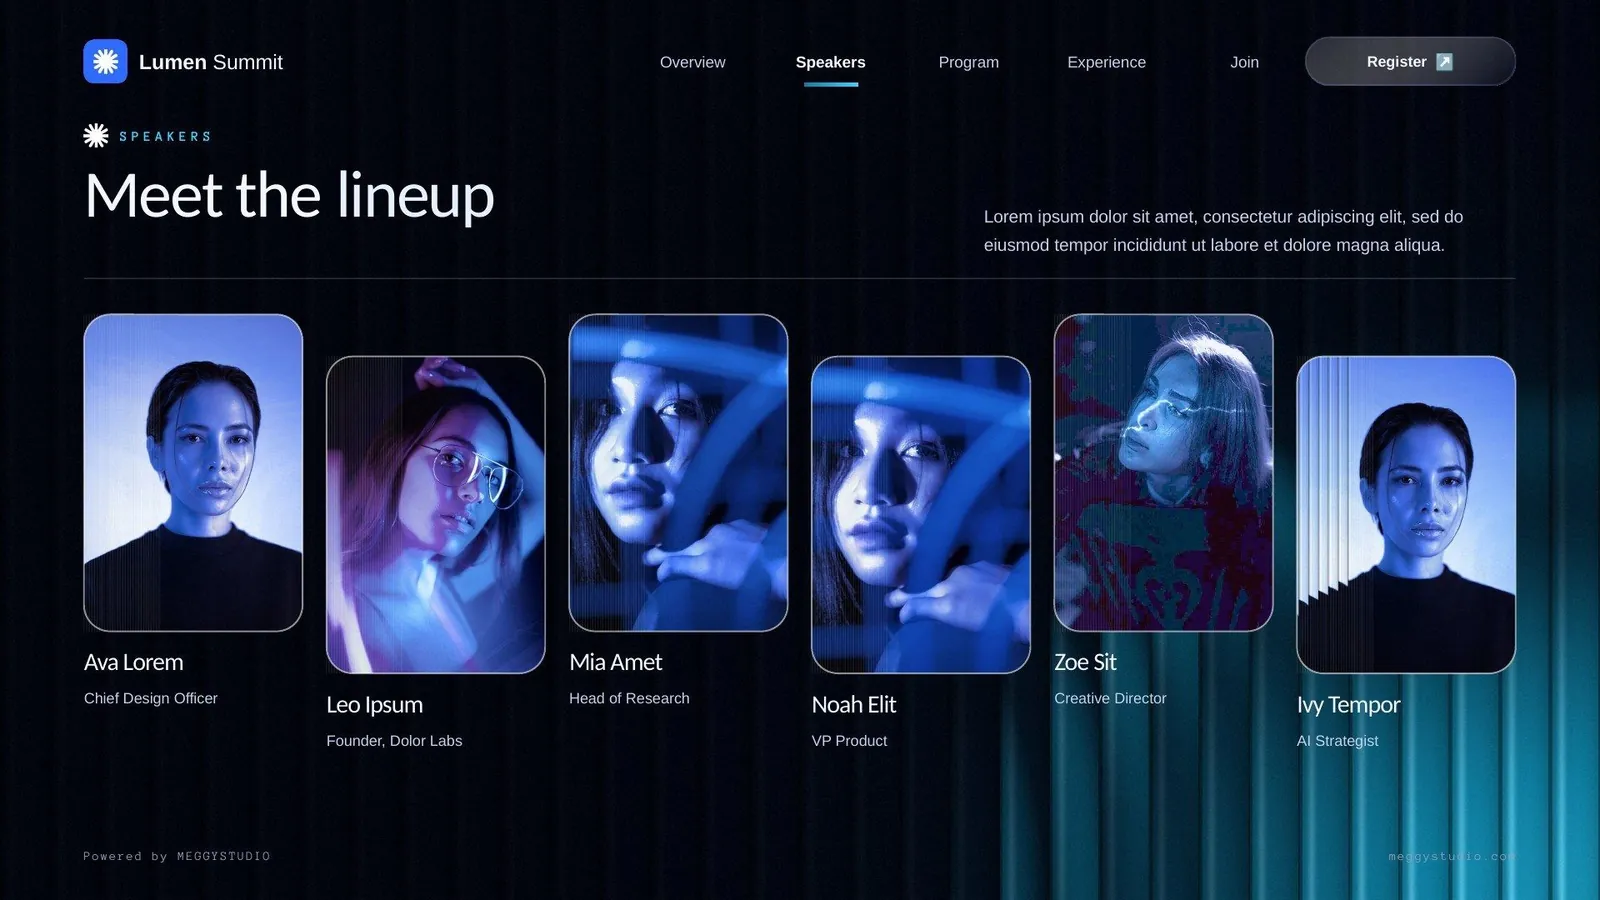 Lumen Summit
Overview
Speakers
Program
Experience
Join
Register ↗
SPEAKERS
Meet the lineup
Lorem ipsum dolor sit amet, consectetur adipiscing elit, sed do
eiusmod tempor incididunt ut labore et dolore magna aliqua.
Ava Lorem
Chief Design Officer
Leo Ipsum
Founder, Dolor Labs
Mia Amet
Head of Research
Noah Elit
VP Product
Zoe Sit
Creative Director
Ivy Tempor
AI Strategist
Powered by MEGGYSTUDIO
meggystudio.com